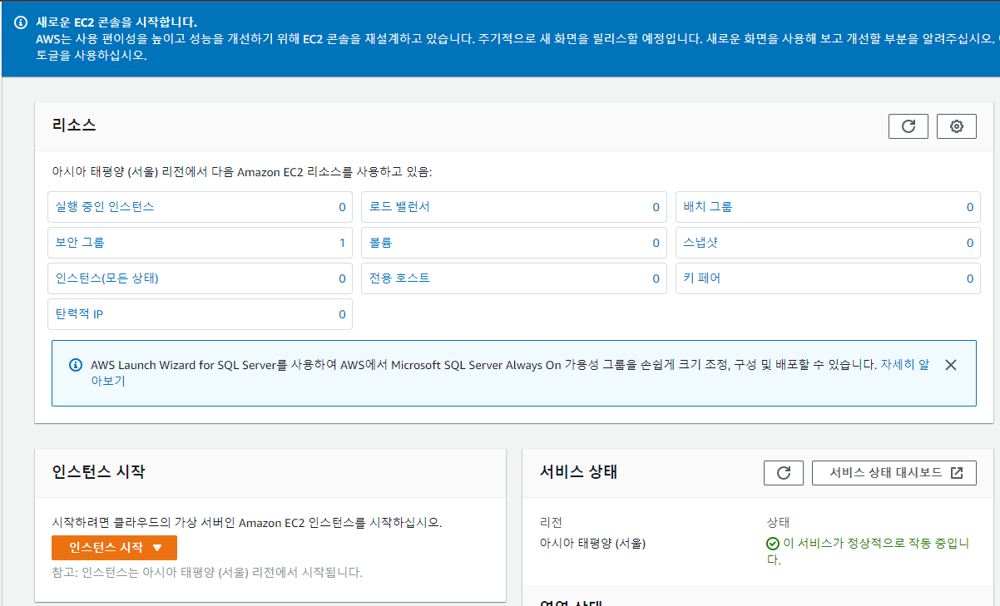 새로운 EC2 콘솔을 시작합니다.
AWS는 사용 편이성을 높이고 성능을 개선하기 위해 EC2 콘솔을 재설계하고 있습니다. 주기적으로 새 화면을 릴리스할 예정입니다. 새로운 화면을 사용해 보고 개선할 부분을 알려주십시오.
토글을 사용하십시오.
리소스
아시아 태평양 (서울) 리전에서 다음 Amazon EC2 리소스를 사용하고 있음:
실행 중인 인스턴스 0 로드 밸런서 0 배치 그룹 0
보안 그룹 1 볼륨 0 스냅샷 0
인스턴스(모든 상태) 0 전용 호스트 0 키 페어 0
탄력적 IP 0
AWS Launch Wizard for SQL Server를 사용하여 AWS에서 Microsoft SQL Server Always On 가용성 그룹을 손쉽게 크기 조정, 구성 및 배포할 수 있습니다. 자세히 알
아보기
인스턴스 시작
시작하려면 클라우드의 가상 서버인 Amazon EC2 인스턴스를 시작하십시오.
인스턴스 시작 ▼
참고: 인스턴스는 아시아 태평양 (서울) 리전에서 시작됩니다.
서비스 상태
서비스 상태 대시보드
리전 상태
아시아 태평양 (서울) 이 서비스가 정상적으로 작동 중입니
다.